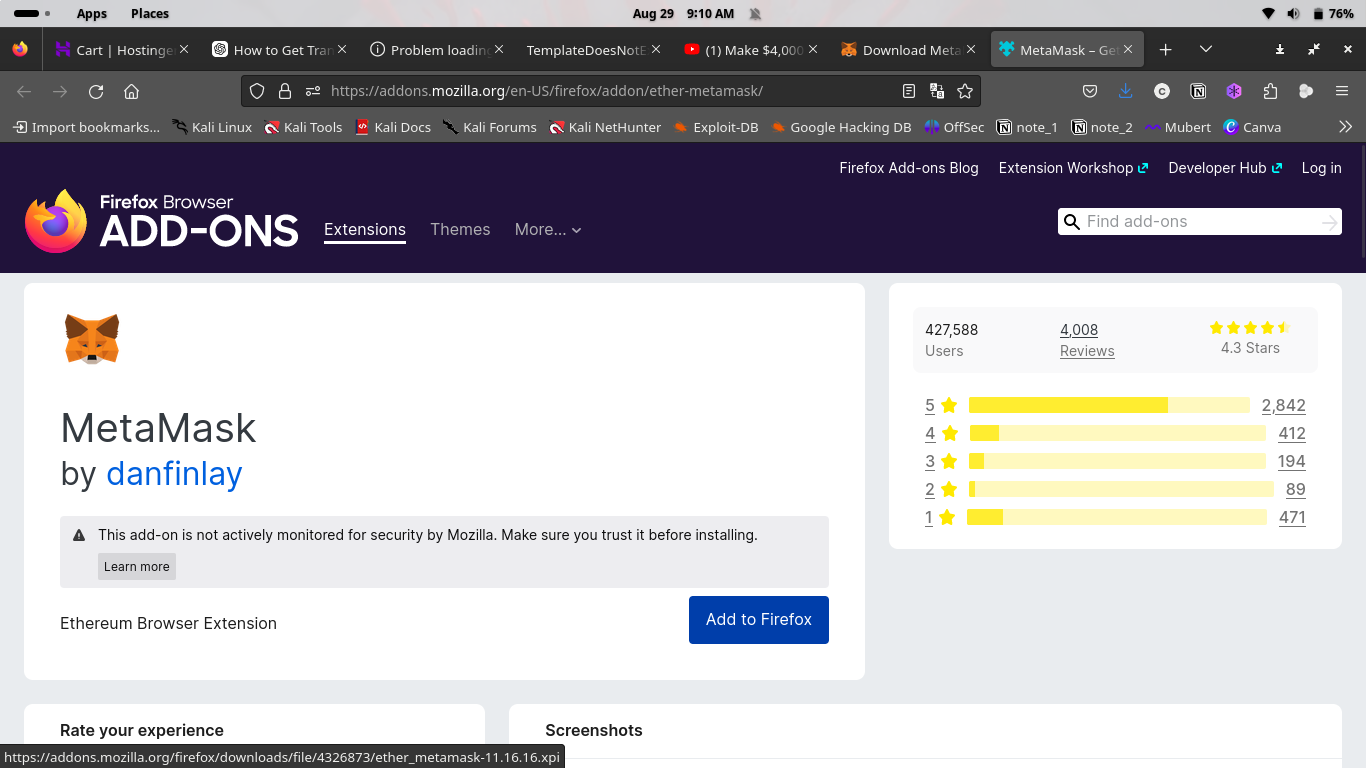 Apps Places Aug 29 9:10 AM 76%
Cart | Hostinge How to Get Tran Problem loading TemplateDoesNotE (1) Make $4,000 Download Meta MetaMask – Get
https://addons.mozilla.org/en-US/firefox/addon/ether-metamask/
Import bookmarks... Kali Linux Kali Tools Kali Docs Kali Forums Kali NetHunter Exploit-DB Google Hacking DB OffSec note_1 note_2 Mubert Canva
Firefox Add-ons Blog Extension Workshop Developer Hub Log in
Firefox Browser
ADD-ONS Extensions Themes More... Find add-ons
427,588 4,008
Users Reviews 4.3 Stars
5 2,842
4 412
3 194
2 89
1 471
MetaMask
by danfinlay
This add-on is not actively monitored for security by Mozilla. Make sure you trust it before installing.
Learn more
Ethereum Browser Extension Add to Firefox
Rate your experience Screenshots
https://addons.mozilla.org/firefox/downloads/file/4326873/ether_metamask-11.16.16.xpi